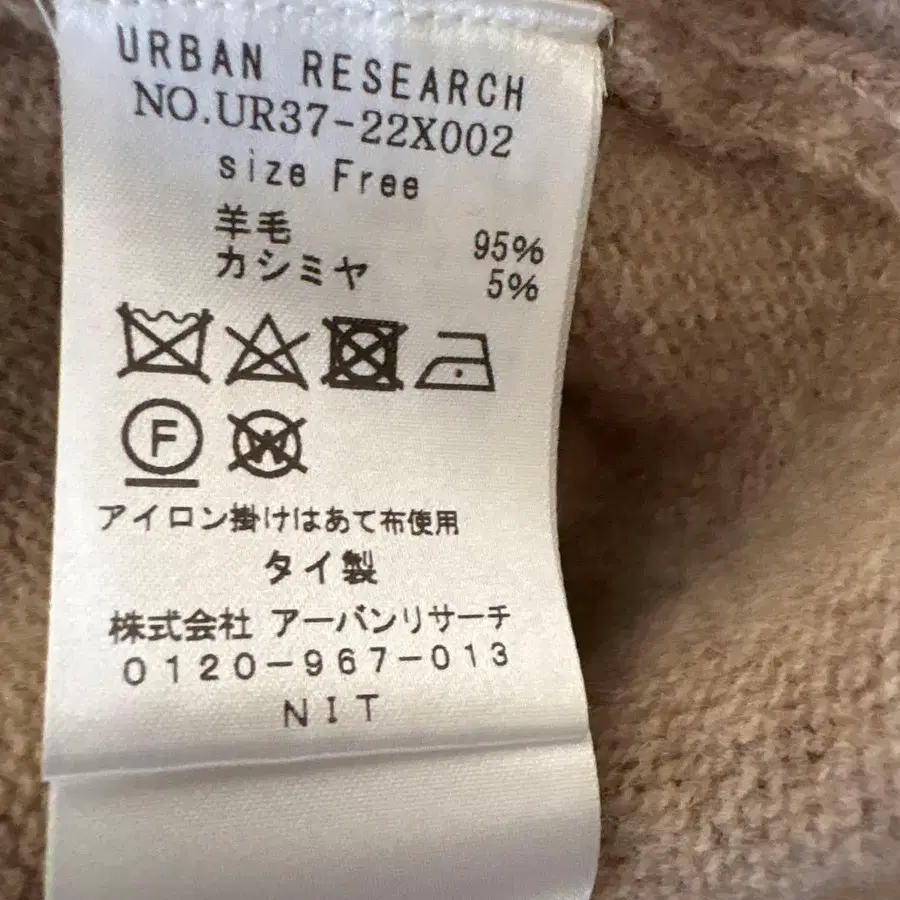 URBAN RESEARCH
NO.UR37-22X002
size Free
羊毛 95%
カシミヤ 5%
F W
アイロン掛けはあて布使用
タイ製
株式会社 アーバンリサーチ
0120-967-013
NIT